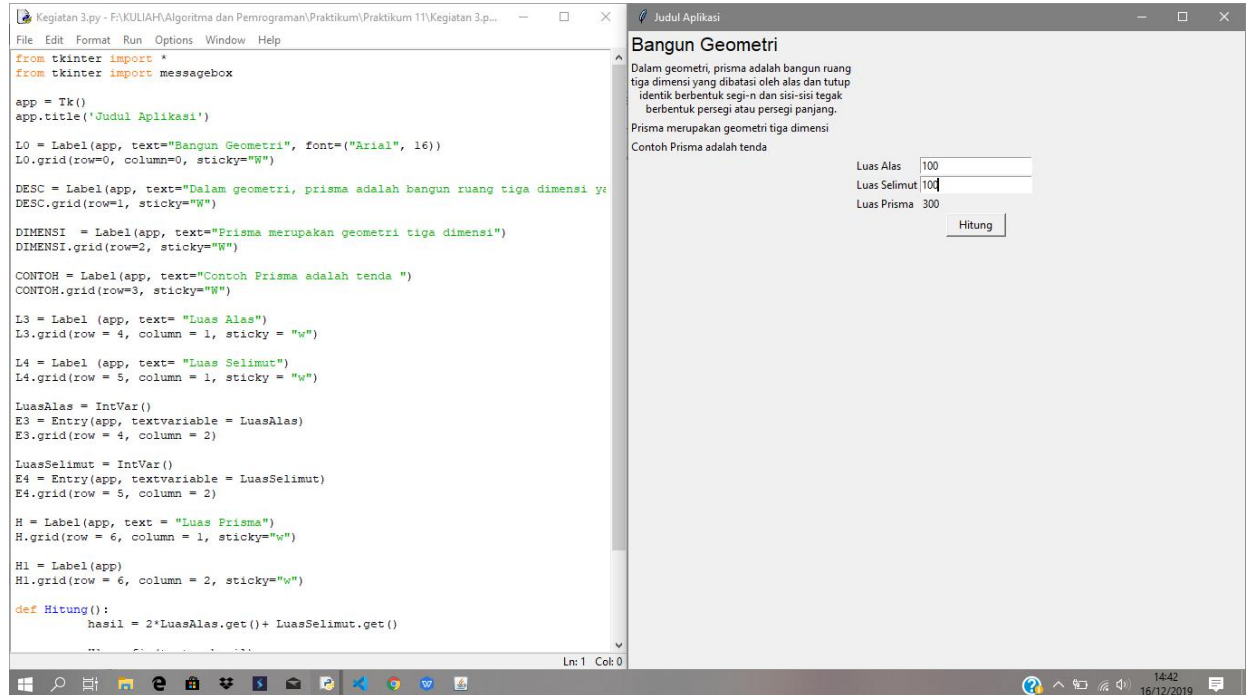 Kegiatan 3.py - F:\KULIAH\Algoritma dan Pemrograman\Praktikum\Praktikum 11\Kegiatan 3.p...
File Edit Format Run Options Window Help
from tkinter import *
from tkinter import messagebox
app = Tk()
app.title('Judul Aplikasi')
L0 = Label(app, text="Bangun Geometri", font=("Arial", 16))
L0.grid(row=0, column=0, sticky="W")
DESC = Label(app, text="Dalam geometri, prisma adalah bangun ruang tiga dimensi ya
DESC.grid(row=1, sticky="W")
DIMENSI  = Label(app, text="Prisma merupakan geometri tiga dimensi")
DIMENSI.grid(row=2, sticky="W")
CONTOH = Label(app, text="Contoh Prisma adalah tenda ")
CONTOH.grid(row=3, sticky="W")
L3 = Label (app, text= "Luas Alas")
L3.grid(row = 4, column = 1, sticky = "w")
L4 = Label (app, text= "Luas Selimut")
L4.grid(row = 5, column = 1, sticky = "w")
LuasAlas = IntVar()
E3 = Entry(app, textvariable = LuasAlas)
E3.grid(row = 4, column = 2)
LuasSelimut = IntVar()
E4 = Entry(app, textvariable = LuasSelimut)
E4.grid(row = 5, column = 2)
H = Label(app, text = "Luas Prisma")
H.grid(row = 6, column = 1, sticky="w")
H1 = Label(app)
H1.grid(row = 6, column = 2, sticky="w")
def Hitung():
hasil = 2*LuasAlas.get()+ LuasSelimut.get()
Ln: 1 Col: 0
Judul Aplikasi
Bangun Geometri
Dalam geometri, prisma adalah bangun ruang
tiga dimensi yang dibatasi oleh alas dan tutup
identik berbentuk segi-n dan sisi-sisi tegak
berbentuk persegi atau persegi panjang.
Prisma merupakan geometri tiga dimensi
Contoh Prisma adalah tenda
Luas Alas 100
Luas Selimut 100
Luas Prisma 300
Hitung
14:42
16/12/2019